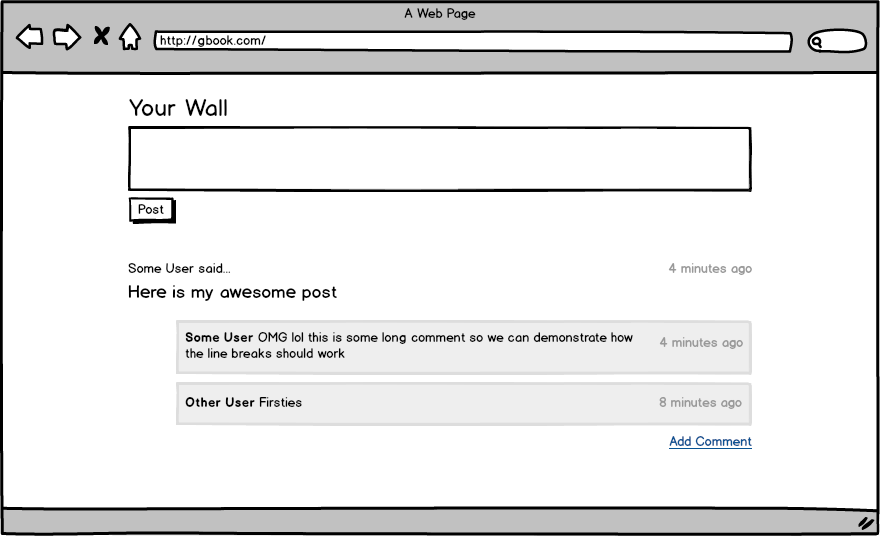 A Web Page
http://gbook.com/
Your Wall
Post
Some User said... 4 minutes ago
Here is my awesome post
Some User OMG lol this is some long comment so we can demonstrate how
the line breaks should work
4 minutes ago
Other User Firsties 8 minutes ago
Add Comment